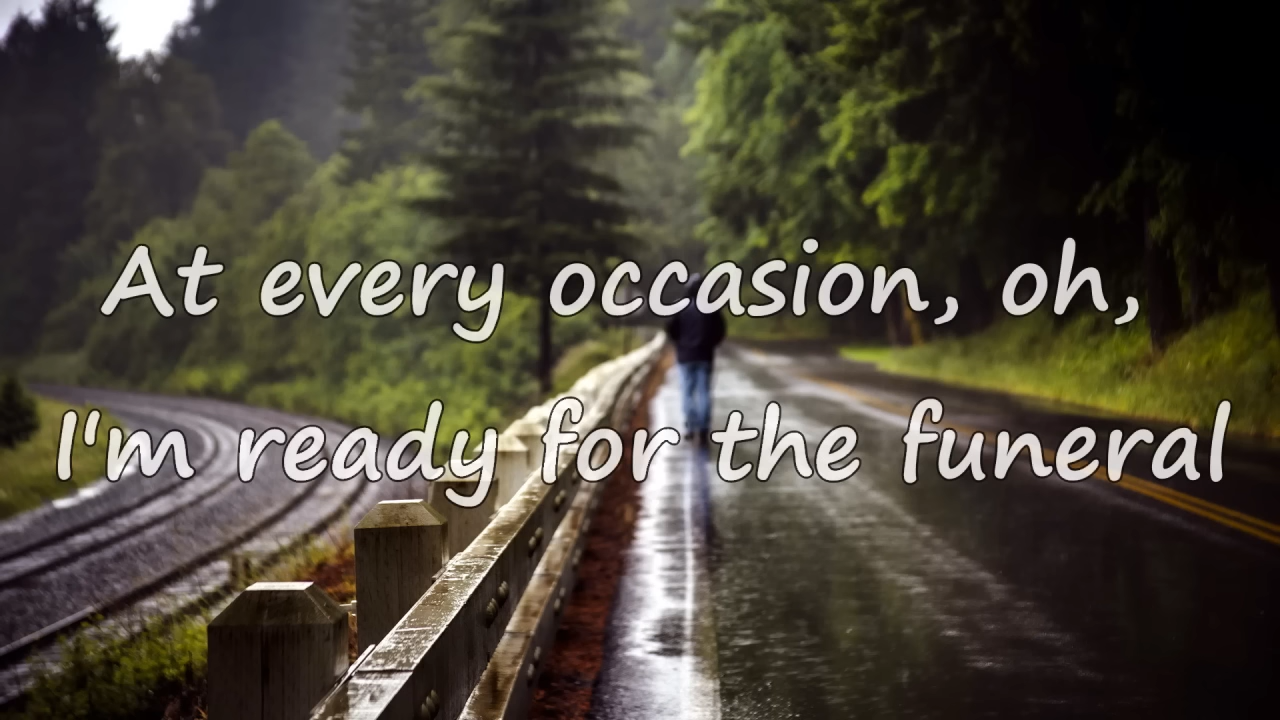 At every occasion, oh,
I'm ready for the funeral